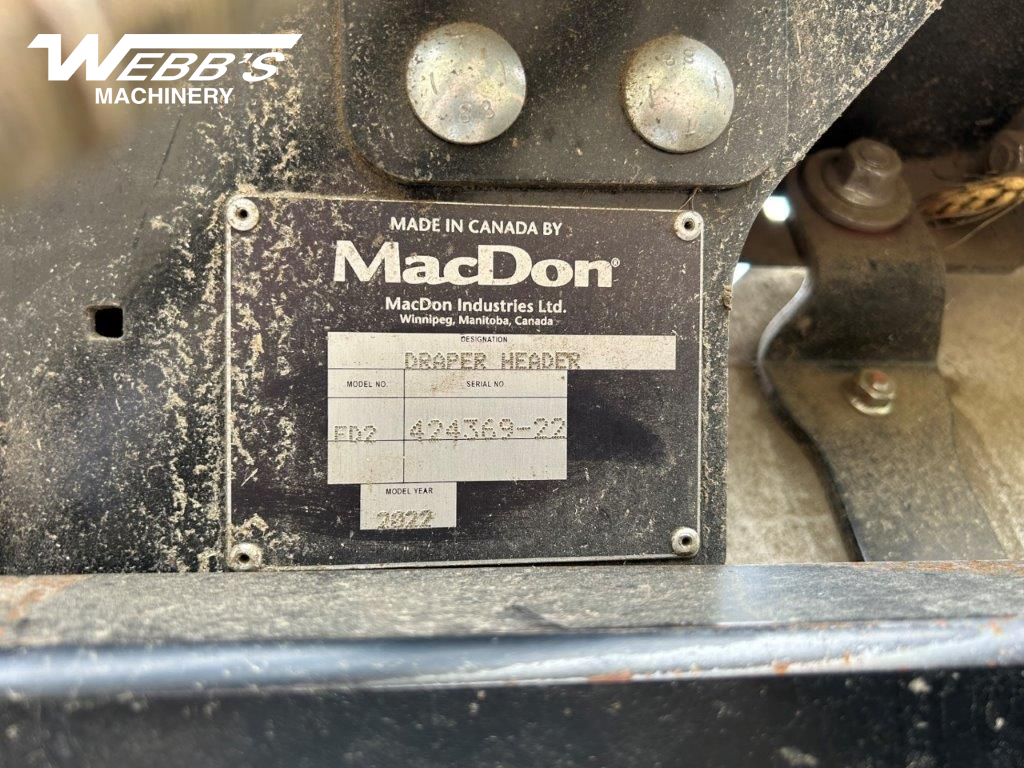 WEBB'S
MACHINERY
MADE IN CANADA BY
MacDon®
MacDon Industries Ltd.
Winnipeg, Manitoba, Canada
DESIGNATION
DRAPER HEADER
MODEL NO.
SERIAL NO.
FD2
424369-22
MODEL YEAR
2022